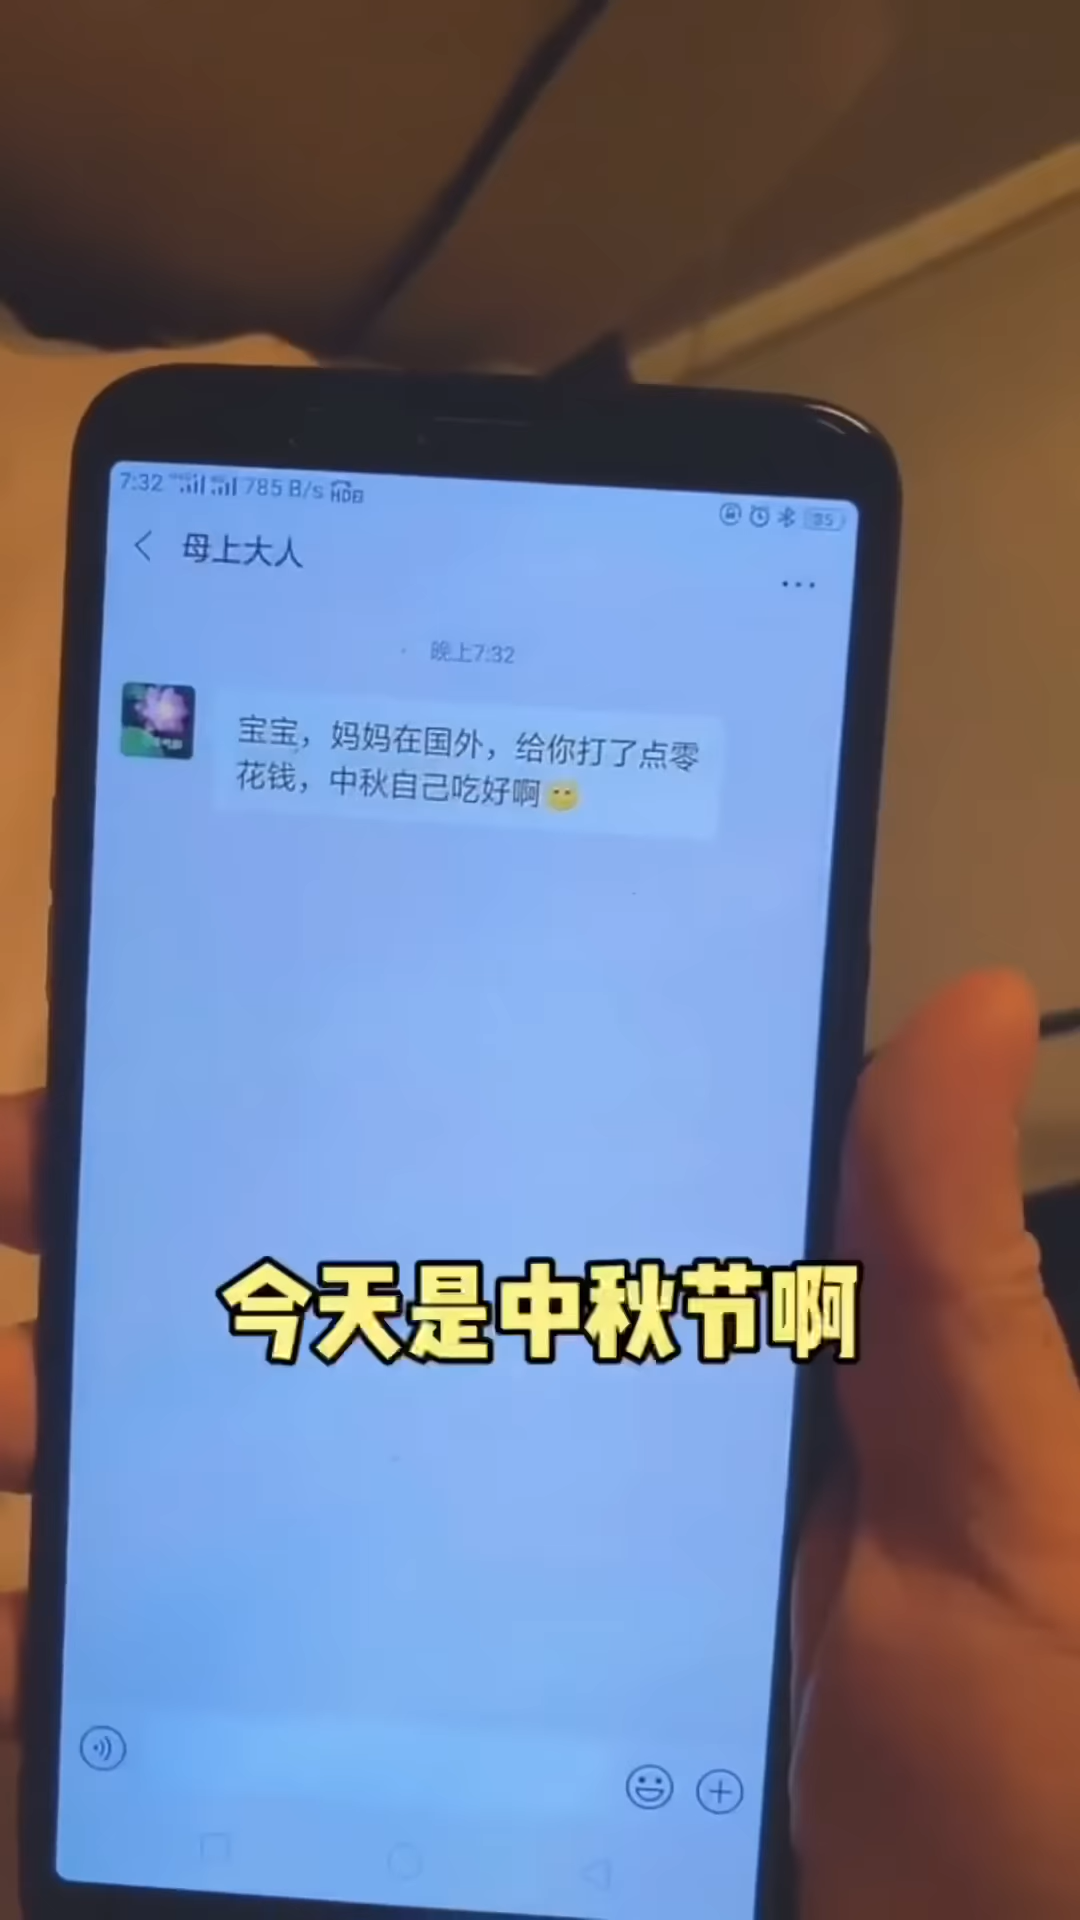 7:32 785 B/s HD
85
母上大人
晚上7:32
宝宝，妈妈在国外，给你打了点零
花钱，中秋自己吃好啊😶
今天是中秋节啊